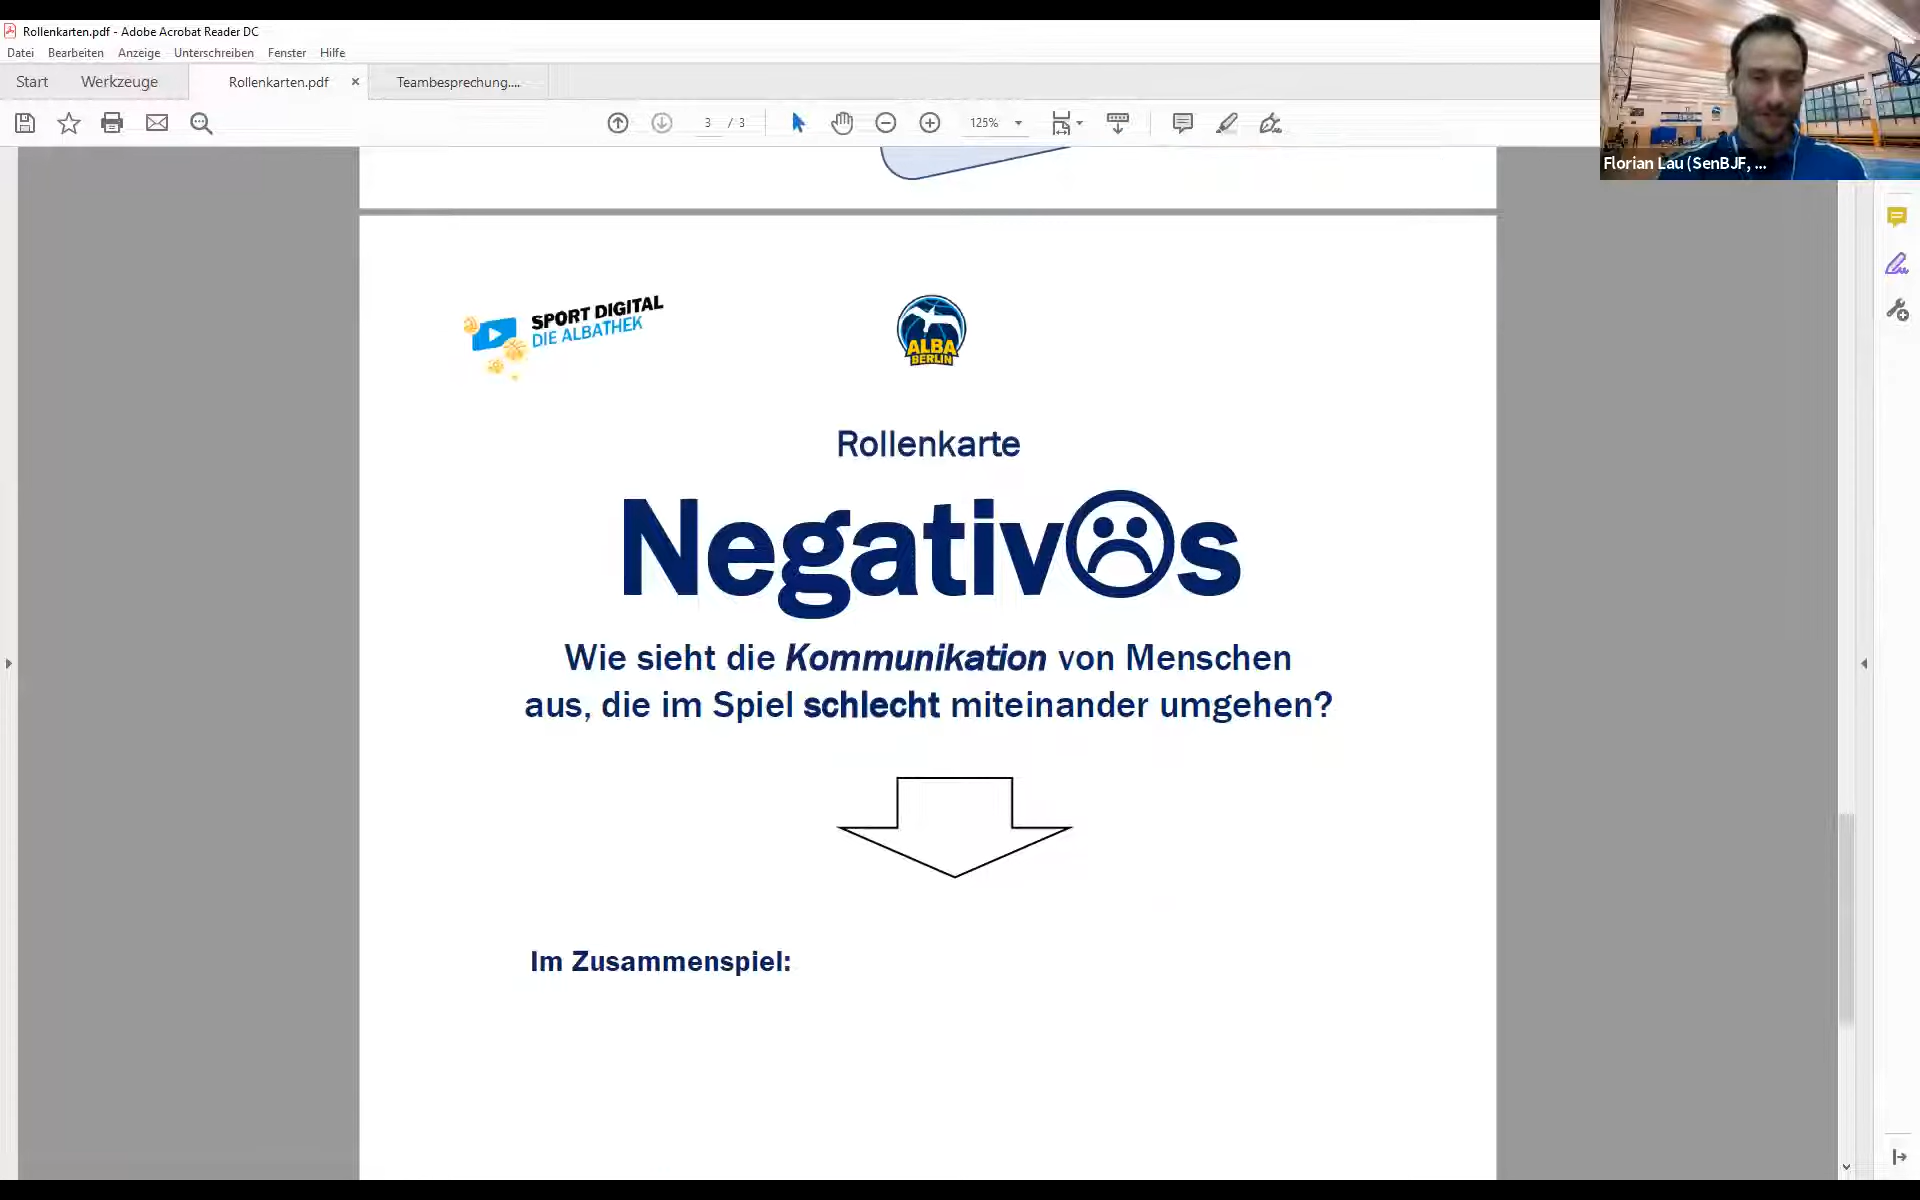 Rollenkarten.pdf - Adobe Acrobat Reader DC
Datei Bearbeiten Anzeige Unterschreiben Fenster Hilfe
Start Werkzeuge Rollenkarten.pdf × Teambesprechung....
3 / 3 125%
Florian Lau (SenBJF, ...
SPORT DIGITAL
DIE ALBATHEK
ALBA
BERLIN
Rollenkarte
Negativ☹s
Wie sieht die Kommunikation von Menschen
aus, die im Spiel schlecht miteinander umgehen?
Im Zusammenspiel: